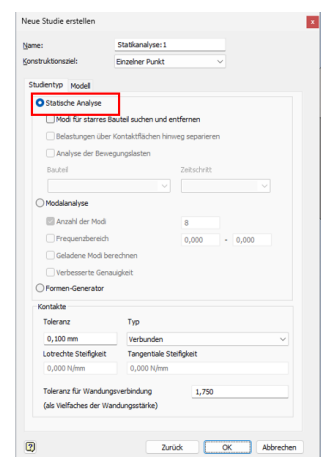 Neue Studie erstellen
Name: Statikanalyse:1
Konstruktionsziel: Einzelner Punkt
Studientyp Modell
Statische Analyse
Modi für starres Bauteil suchen und entfernen
Belastungen über Kontaktflächen hinweg separieren
Analyse der Bewegungslasten
Bauteil Zeitschritt
Modalanalyse
Anzahl der Modi 8
Frequenzbereich 0,000 - 0,000
Geladene Modi berechnen
Verbesserte Genauigkeit
Formen-Generator
Kontakte
Toleranz Typ
0,100 mm Verbunden
Lotrechte Steifigkeit Tangentiale Steifigkeit
0,000 N/mm 0,000 N/mm
Toleranz für Wandungsverbindung 1,750
(als Vielfaches der Wandungsstärke)
? Zurück OK Abbrechen